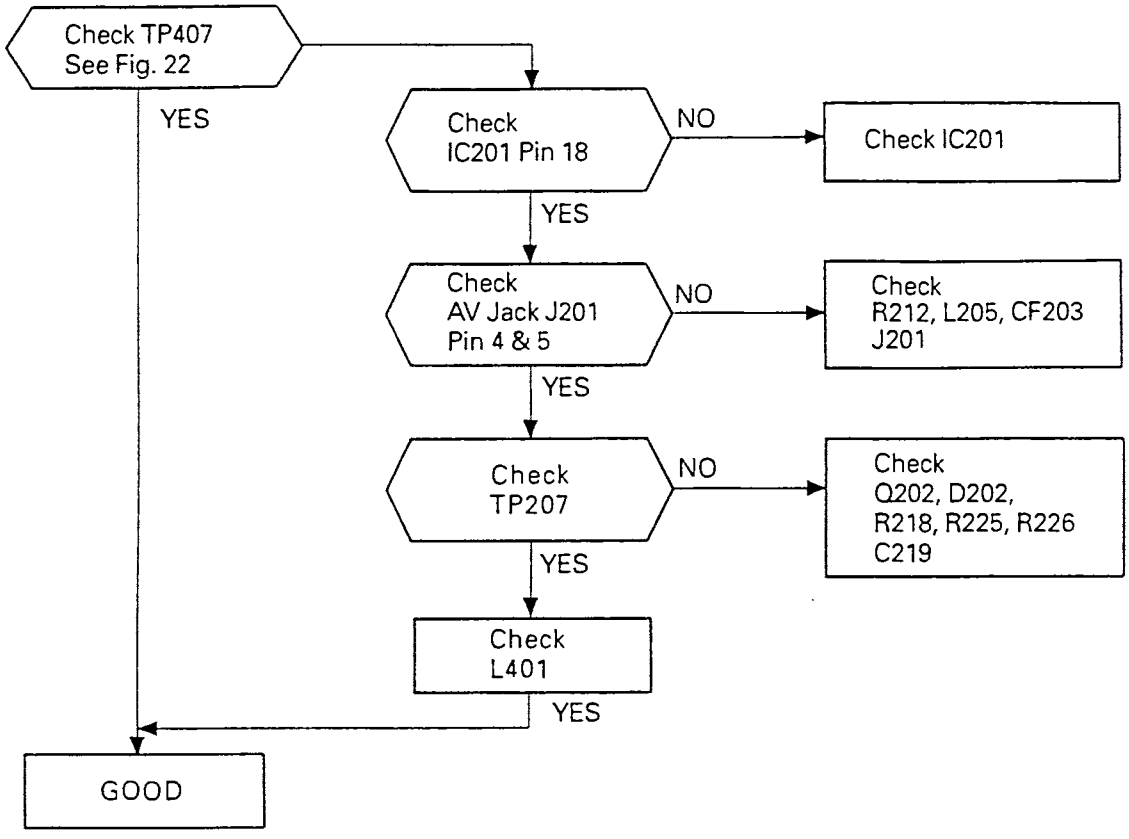 Check TP407
See Fig. 22
YES
Check
IC201 Pin 18
NO
Check IC201
YES
Check
AV Jack J201
Pin 4 & 5
NO
Check
R212, L205, CF203
J201
YES
Check
TP207
NO
Check
Q202, D202,
R218, R225, R226
C219
YES
Check
L401
YES
GOOD